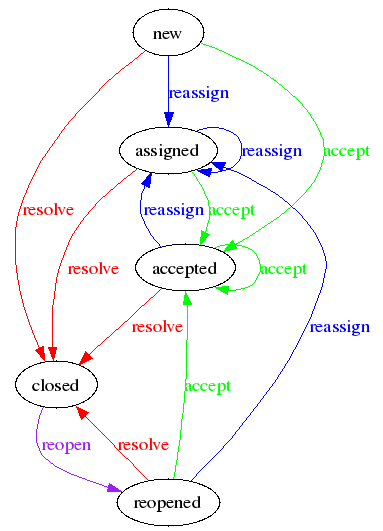 new
reassign
assigned
reassign
accept
resolve
reassign
accept
resolve
accepted
accept
resolve
reassign
closed
accept
reopen
resolve
reopened